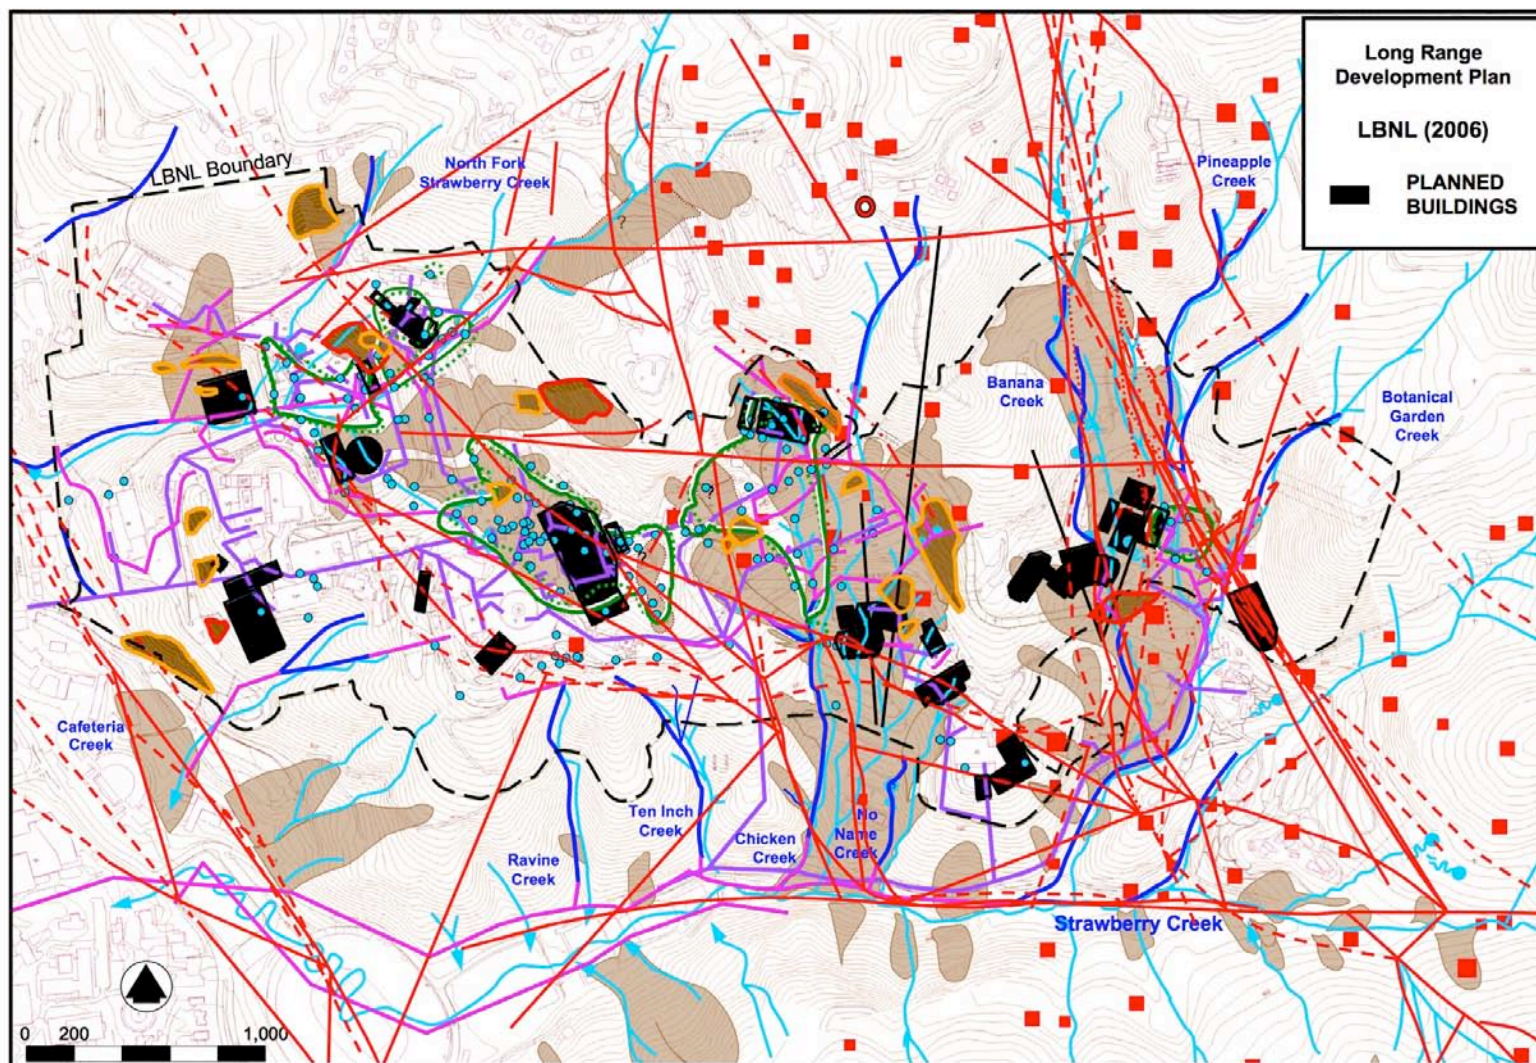 Long Range
Development Plan
LBNL (2006)
PLANNED
BUILDINGS
LBNL Boundary
North Fork
Strawberry Creek
Pineapple
Creek
?
Banana
Creek
Botanical
Garden
Creek
?
?
Cafeteria
Creek
Ten Inch
Creek
Ravine
Creek
Chicken
Creek
No
Name
Creek
Strawberry Creek
0 200 1,000